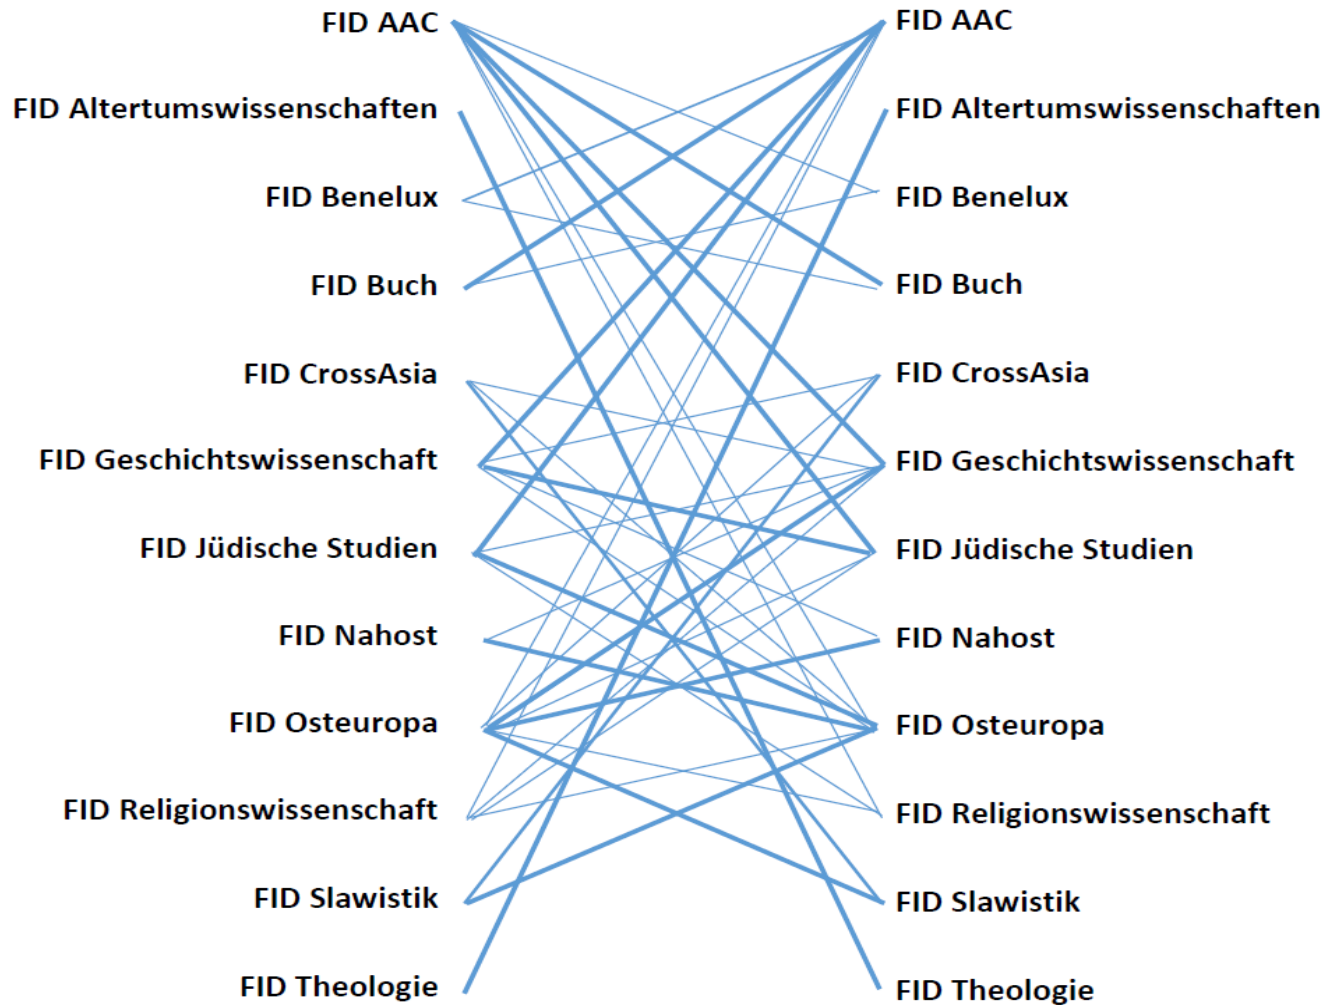 FID AAC
FID AAC
FID Altertumswissenschaften
FID Altertumswissenschaften
FID Benelux
FID Benelux
FID Buch
FID Buch
FID CrossAsia
FID CrossAsia
FID Geschichtswissenschaft
FID Geschichtswissenschaft
FID Jüdische Studien
FID Jüdische Studien
FID Nahost
FID Nahost
FID Osteuropa
FID Osteuropa
FID Religionswissenschaft
FID Religionswissenschaft
FID Slawistik
FID Slawistik
FID Theologie
FID Theologie